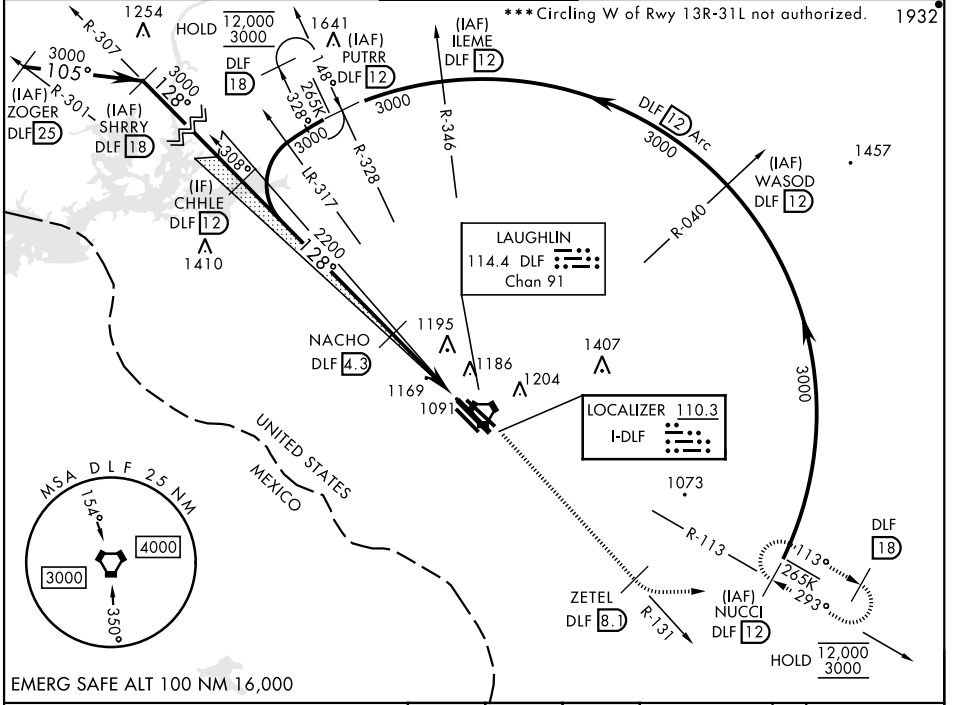 ***Circling W of Rwy 13R-31L not authorized.
1932
1254
R-307
HOLD
12,000
3000
1641
DLF
18
148°
328°
265K
(IAF)
PUTRR
DLF 12
(IAF)
ILEME
DLF 12
3000
105°
R-301
(IAF)
ZOGER
DLF 25
(IAF)
SHRRY
DLF 18
3000
128°
3000
3000
R-346
R-328
LR-317
DLF 12 Arc
3000
1457
(IAF)
WASOD
DLF 12
R-040
308°
(IF)
CHHLE
DLF 12
1410
2200
128°
LAUGHLIN
114.4 DLF
Chan 91
NACHO
DLF 4.3
1195
1186
1204
1407
1169
1091
3000
LOCALIZER 110.3
I-DLF
UNITED STATES
MEXICO
1073
MSA DLF 25 NM
154°
4000
3000
350°
R-113
DLF
18
113°
265K
293°
ZETEL
DLF 8.1
R-131
(IAF)
NUCCI
DLF 12
HOLD
12,000
3000
EMERG SAFE ALT 100 NM 16,000